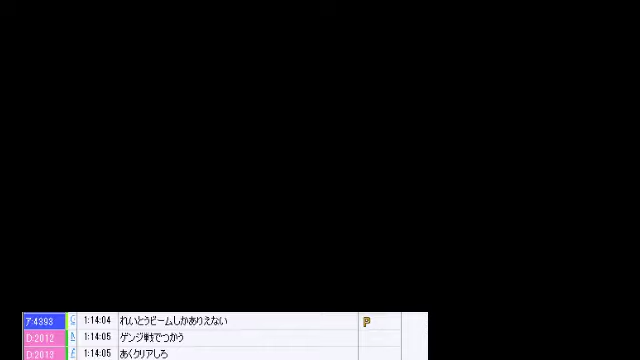 ア:4393 C 1:14:04 れいとうビームしかありえない P
D:2012 N 1:14:05 ゲンジ戦でつかう
D:2013 F 1:14:05 あくクリアしろ